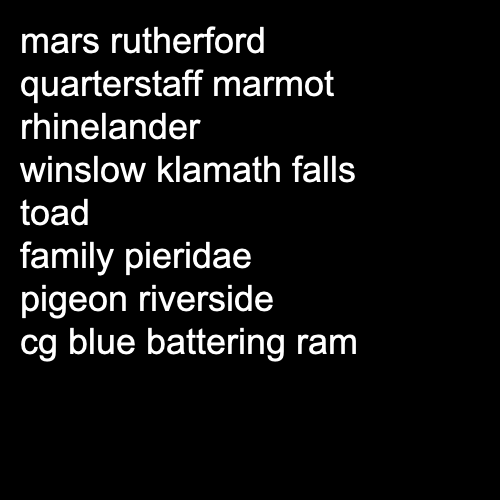 mars rutherford
quarterstaff marmot
rhinelander
winslow klamath falls
toad
family pieridae
pigeon riverside
cg blue battering ram